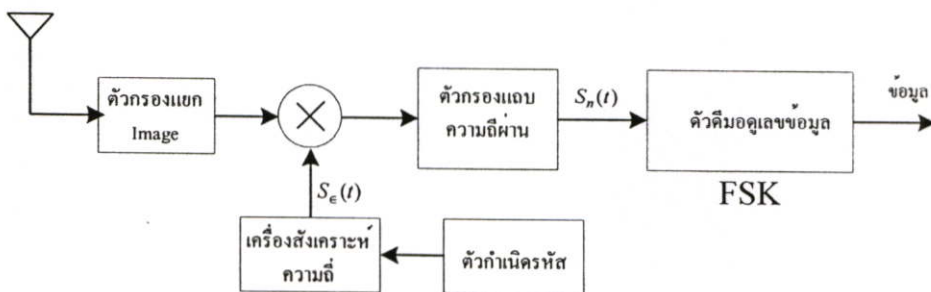 ตัวกรองแยก
Image
ตัวกรองแถบ
ความถี่ผ่าน
S_n(t)
ตัวดีมอดูเลขข้อมูล
ข้อมูล
FSK
S_∈(t)
เครื่องสังเคราะห์
ความถี่
ตัวกำเนิดรหัส